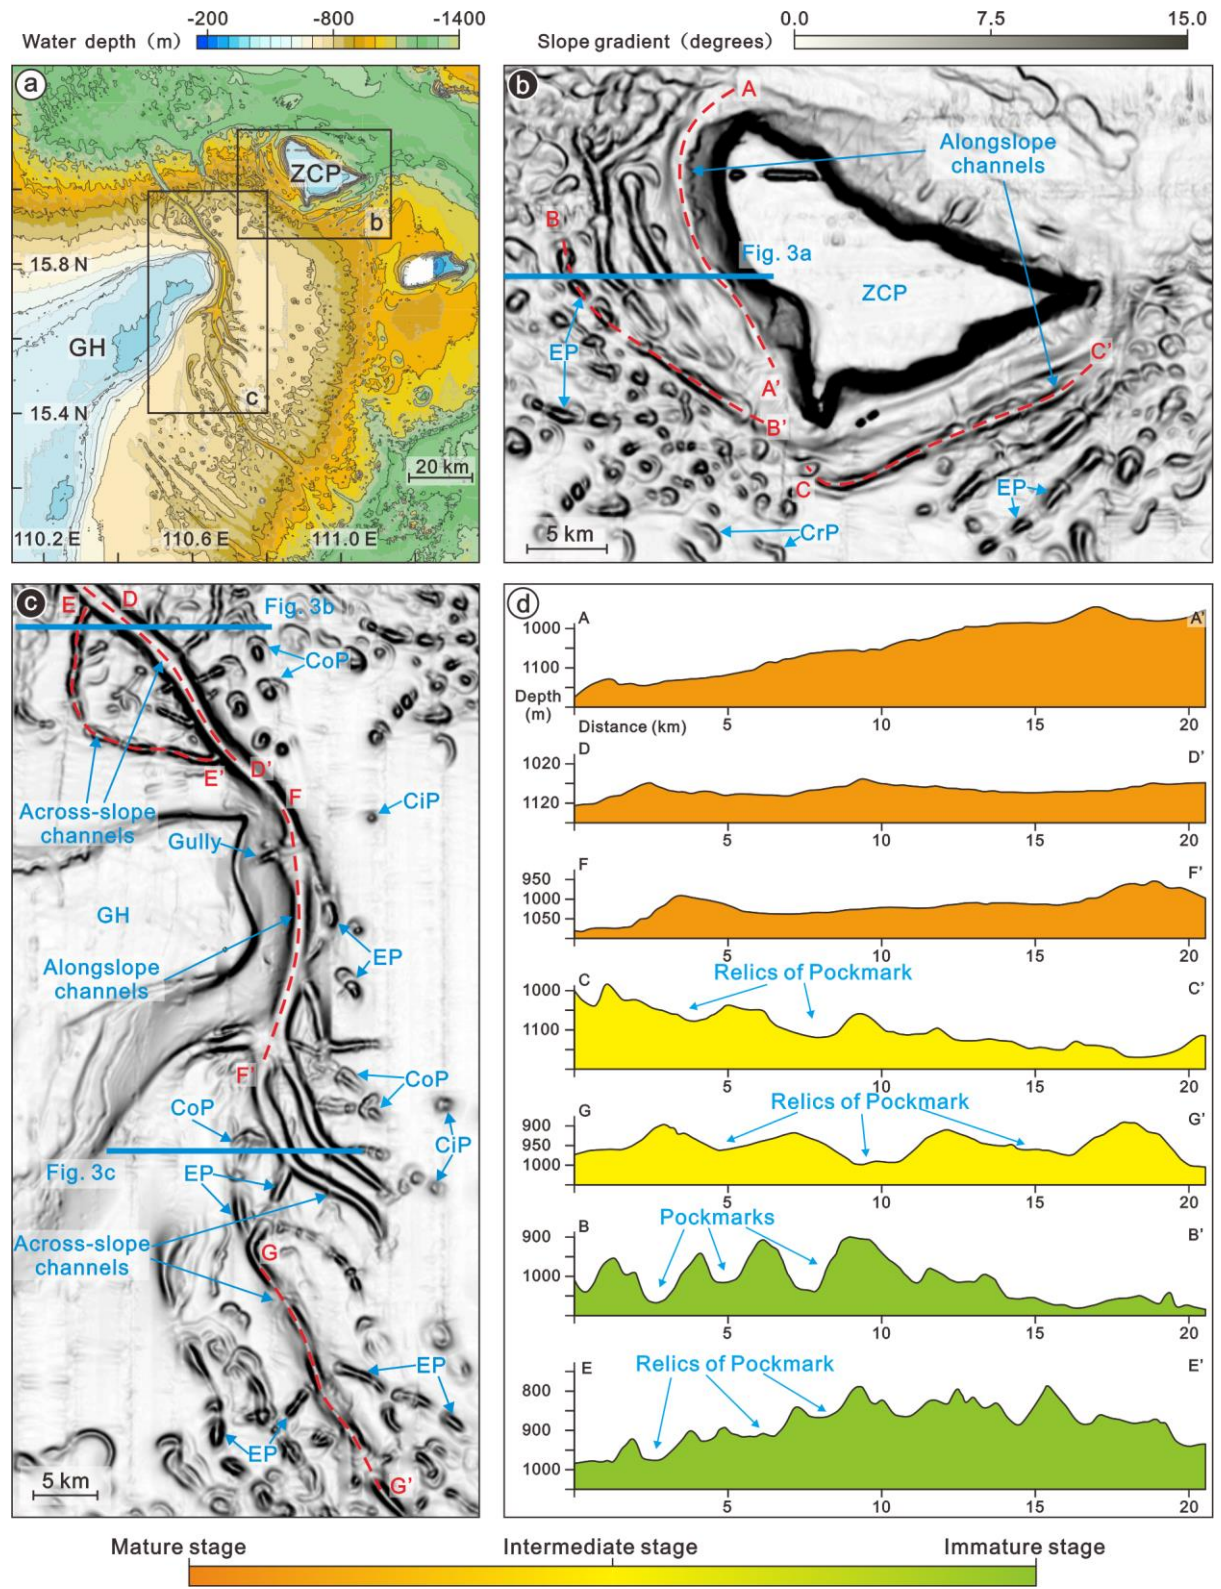 -200 -800 -1400
Water depth (m)
0.0 7.5 15.0
Slope gradient (degrees)
a
ZCP
b
15.8 N
GH
c
15.4 N
20 km
110.2 E 110.6 E 111.0 E
b
A
Alongslope
channels
B
Fig. 3a
ZCP
EP
C'
A'
B'
C
EP
CrP
5 km
c
E D
Fig. 3b
CoP
E' D'
F
CiP
Across-slope
channels
Gully
GH
EP
Alongslope
channels
F'
CoP
CoP
CiP
Fig. 3c
EP
Across-slope
channels
G
EP
EP
G'
5 km
d
A A'
1000
1100
Depth
(m)
Distance (km)
5 10 15 20
D D'
1020
1120
5 10 15 20
F F'
950
1000
1050
5 10 15 20
C C'
Relics of Pockmark
1000
1100
5 10 15 20
G G'
Relics of Pockmark
900
950
1000
5 10 15 20
B B'
Pockmarks
900
1000
5 10 15 20
E E'
Relics of Pockmark
800
900
1000
5 10 15 20
Mature stage Intermediate stage Immature stage